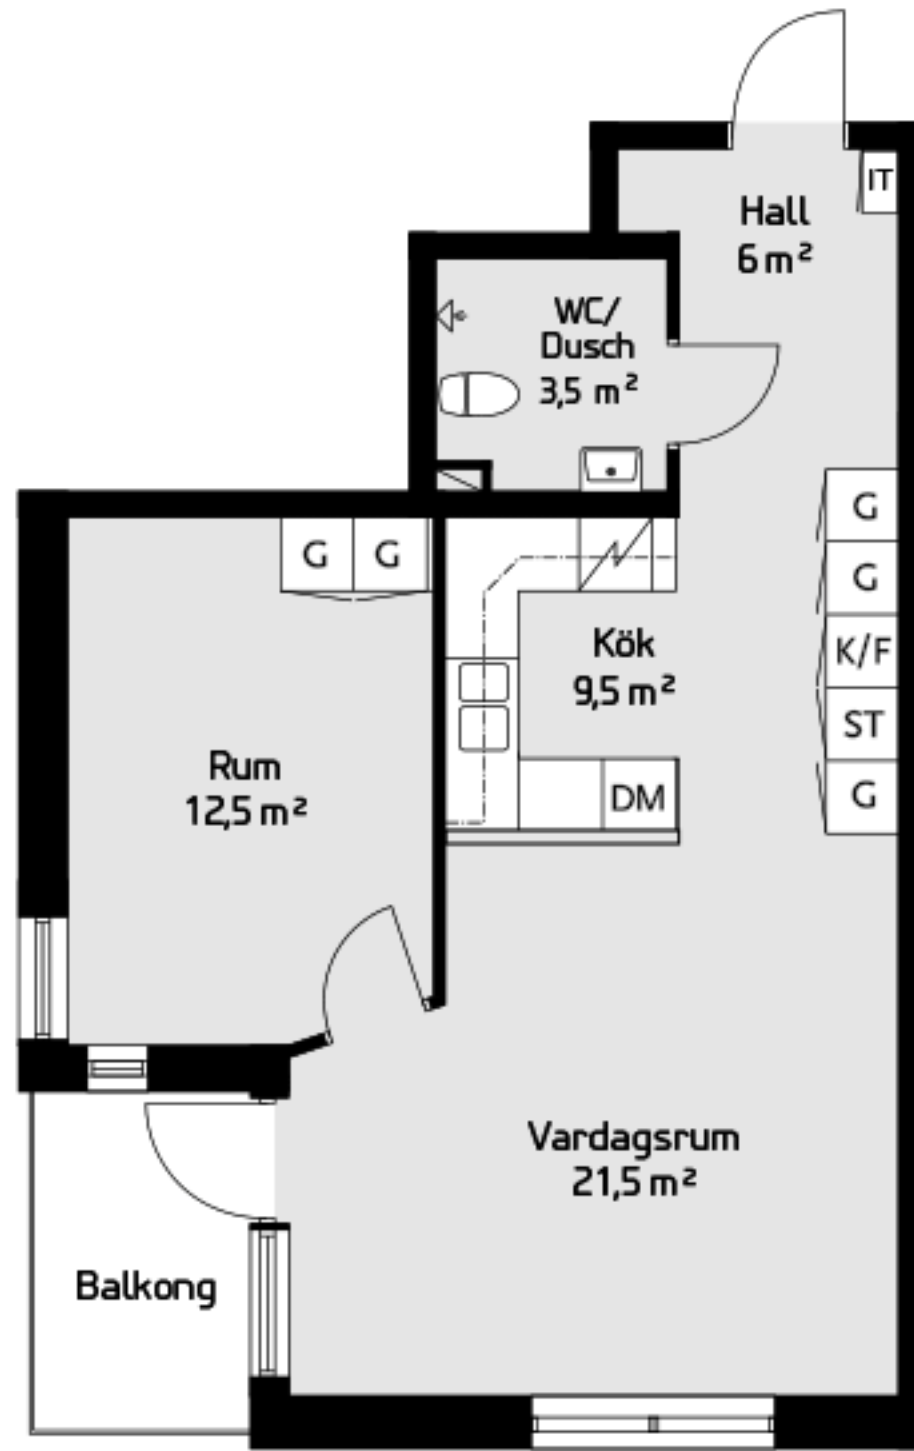 IT
Hall
6 m²
WC/
Dusch
3,5 m²
G
G
G
G
K/F
ST
G
Kök
9,5 m²
DM
Rum
12,5 m²
Vardagsrum
21,5 m²
Balkong